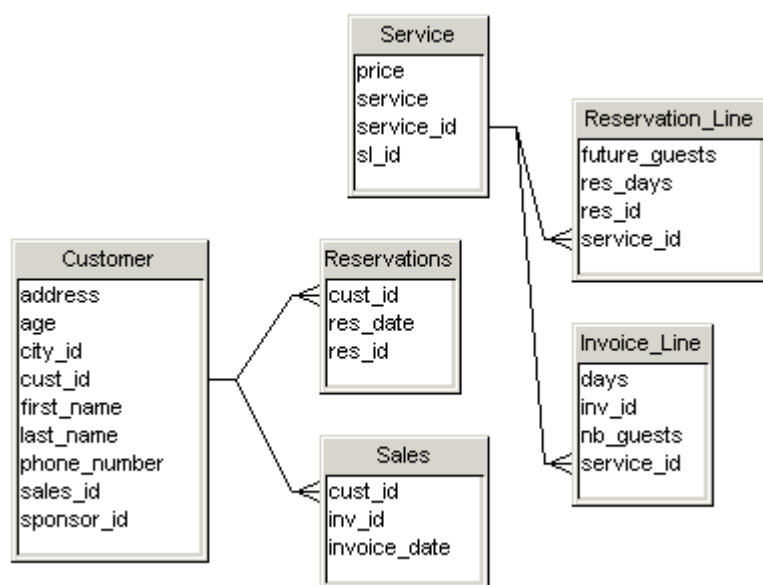 Service
price
service
service_id
sl_id
Reservation_Line
future_guests
res_days
res_id
service_id
Customer
address
age
city_id
cust_id
first_name
last_name
phone_number
sales_id
sponsor_id
Reservations
cust_id
res_date
res_id
Invoice_Line
days
inv_id
nb_guests
service_id
Sales
cust_id
inv_id
invoice_date